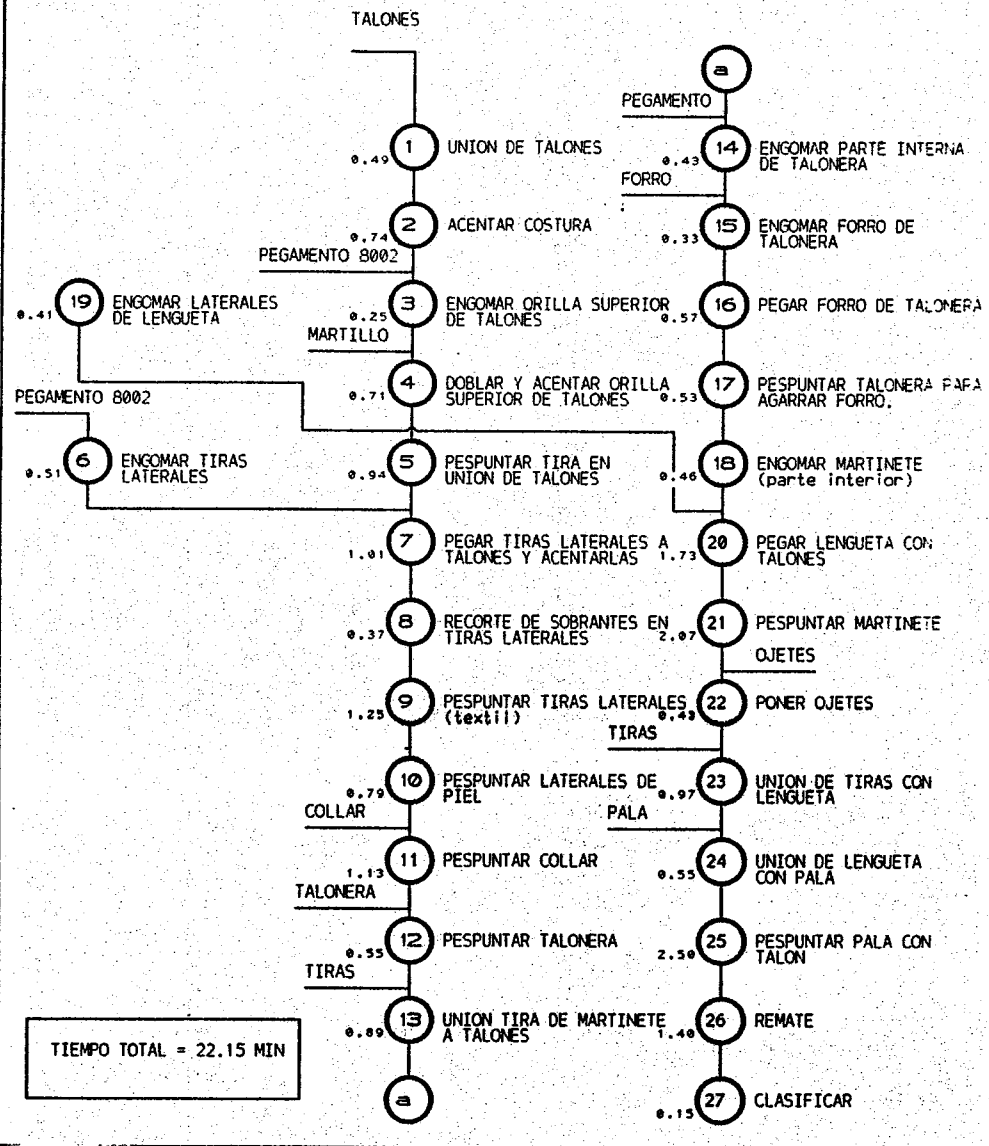 TALONES
0.49
1
UNION DE TALONES
0.74
2
ACENTAR COSTURA
PEGAMENTO 8002
0.41
19
ENGOMAR LATERALES
DE LENGUETA
0.25
3
ENGOMAR ORILLA SUPERIOR
DE TALONES
MARTILLO
0.71
4
DOBLAR Y ACENTAR ORILLA
SUPERIOR DE TALONES
PEGAMENTO 8002
0.51
6
ENGOMAR TIRAS
LATERALES
0.94
5
PESPUNTAR TIRA EN
UNION DE TALONES
1.01
7
PEGAR TIRAS LATERALES A
TALONES Y ACENTARLAS
0.37
8
RECORTE DE SOBRANTES EN
TIRAS LATERALES
1.25
9
PESPUNTAR TIRAS LATERALES
(textil)
0.79
10
PESPUNTAR LATERALES DE
PIEL
COLLAR
1.13
11
PESPUNTAR COLLAR
TALONERA
0.55
12
PESPUNTAR TALONERA
TIRAS
0.89
13
UNION TIRA DE MARTINETE
A TALONES
a
TIEMPO TOTAL = 22.15 MIN
a
PEGAMENTO
0.43
14
ENGOMAR PARTE INTERNA
DE TALONERA
FORRO
0.33
15
ENGOMAR FORRO DE
TALONERA
0.57
16
PEGAR FORRO DE TALONERA
0.53
17
PESPUNTAR TALONERA PARA
AGARRAR FORRO.
0.46
18
ENGOMAR MARTINETE
(parte interior)
1.73
20
PEGAR LENGUETA CON
TALONES
2.07
21
PESPUNTAR MARTINETE
OJETES
0.43
22
PONER OJETES
TIRAS
0.97
23
UNION DE TIRAS CON
LENGUETA
PALA
0.55
24
UNION DE LENGUETA
CON PALA
2.50
25
PESPUNTAR PALA CON
TALON
1.40
26
REMATE
0.15
27
CLASIFICAR